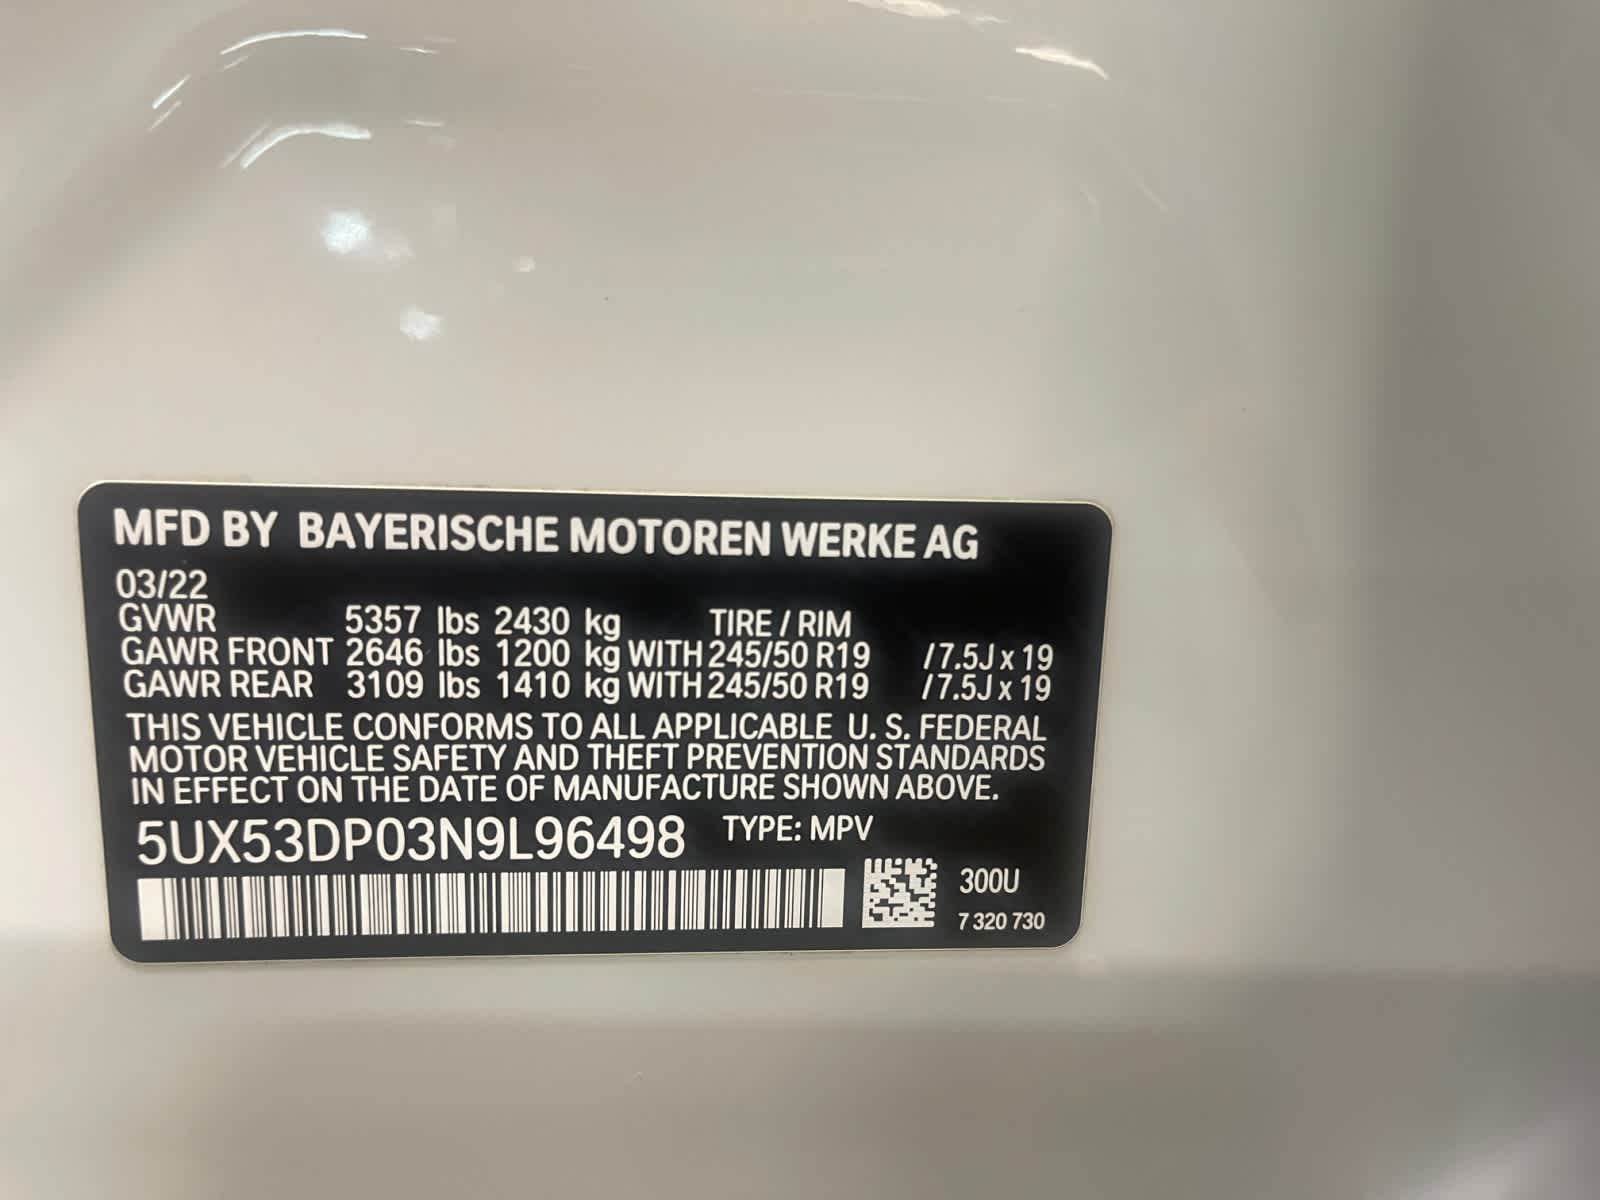 MFD BY BAYERISCHE MOTOREN WERKE AG
03/22
GVWR 5357 lbs 2430 kg TIRE / RIM
GAWR FRONT 2646 lbs 1200 kg WITH 245/50 R19 / 7.5J x 19
GAWR REAR 3109 lbs 1410 kg WITH 245/50 R19 / 7.5J x 19
THIS VEHICLE CONFORMS TO ALL APPLICABLE U. S. FEDERAL
MOTOR VEHICLE SAFETY AND THEFT PREVENTION STANDARDS
IN EFFECT ON THE DATE OF MANUFACTURE SHOWN ABOVE.
5UX53DP03N9L96498 TYPE: MPV
300U
7 320 730